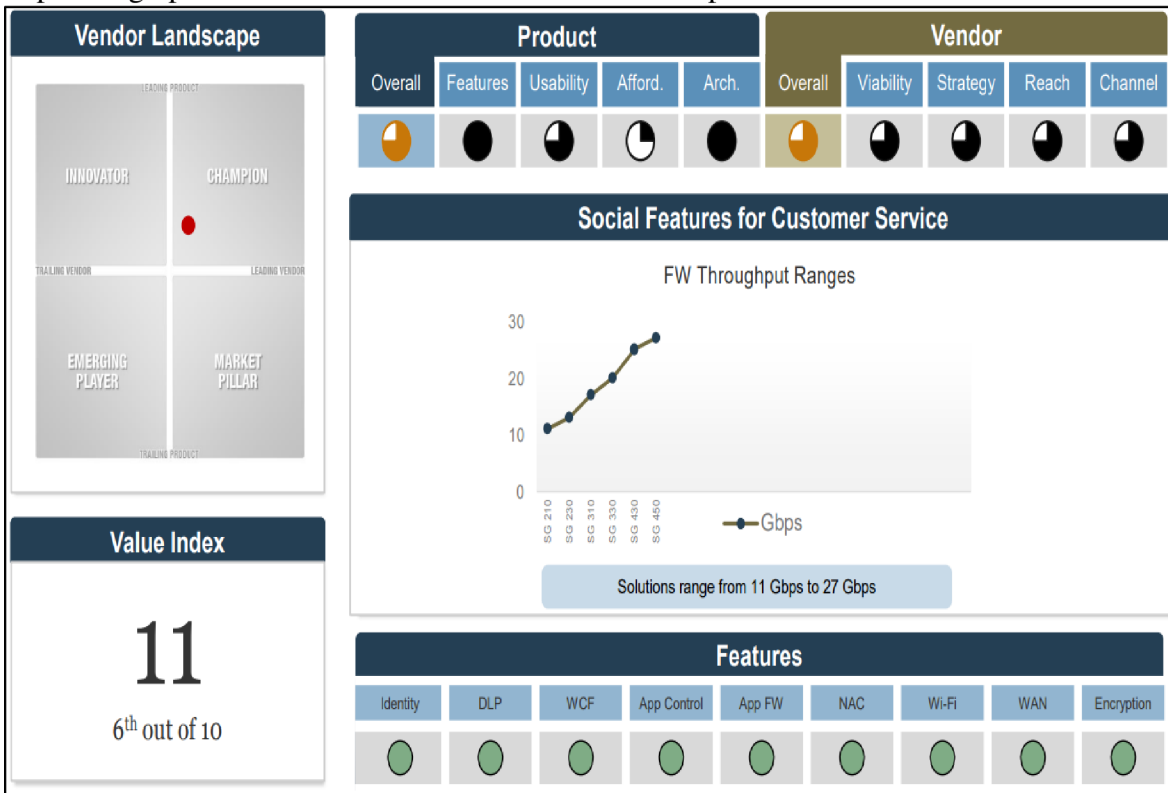 Vendor Landscape
LEADING PRODUCT
INNOVATOR
CHAMPION
TRAILING VENDOR
LEADING VENDOR
EMERGING
PLAYER
MARKET
PILLAR
TRAILING PRODUCT
Value Index
11
6th out of 10
Product
Vendor
Overall Features Usability Afford. Arch. Overall Viability Strategy Reach Channel
Social Features for Customer Service
FW Throughput Ranges
30
20
10
0
SG 210
SG 230
SG 310
SG 330
SG 430
SG 450
Gbps
Solutions range from 11 Gbps to 27 Gbps
Features
Identity DLP WCF App Control App FW NAC Wi-Fi WAN Encryption